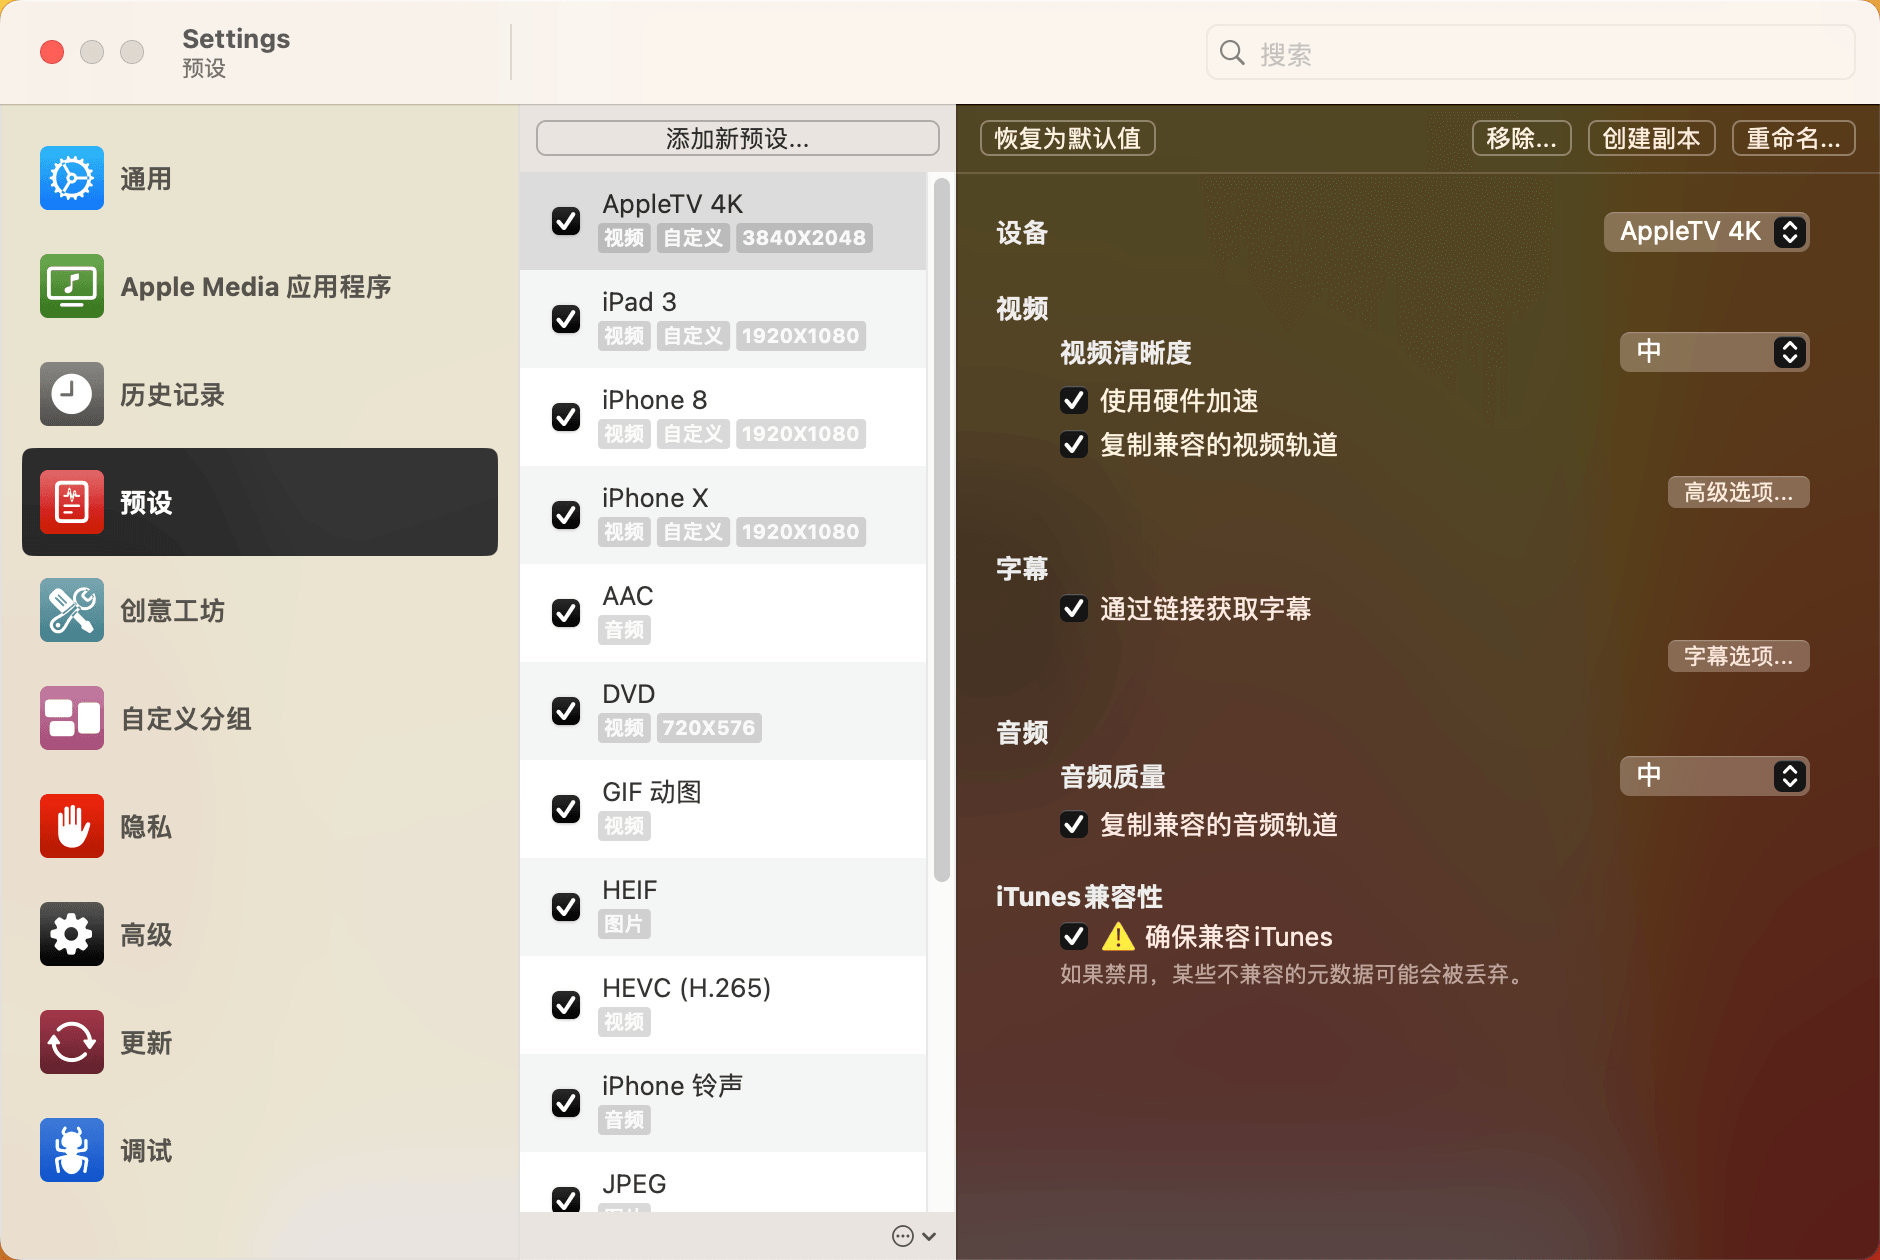 Settings
预设
搜索
通用
Apple Media 应用程序
历史记录
预设
创意工坊
自定义分组
隐私
高级
更新
调试
添加新预设...
AppleTV 4K
视频 自定义 3840X2048
iPad 3
视频 自定义 1920X1080
iPhone 8
视频 自定义 1920X1080
iPhone X
视频 自定义 1920X1080
AAC
音频
DVD
视频 720X576
GIF 动图
视频
HEIF
图片
HEVC (H.265)
视频
iPhone 铃声
音频
JPEG
恢复为默认值 移除... 创建副本 重命名...
设备 AppleTV 4K
视频
视频清晰度 中
使用硬件加速
复制兼容的视频轨道
高级选项...
字幕
通过链接获取字幕
字幕选项...
音频
音频质量 中
复制兼容的音频轨道
iTunes兼容性
确保兼容iTunes
如果禁用，某些不兼容的元数据可能会被丢弃。